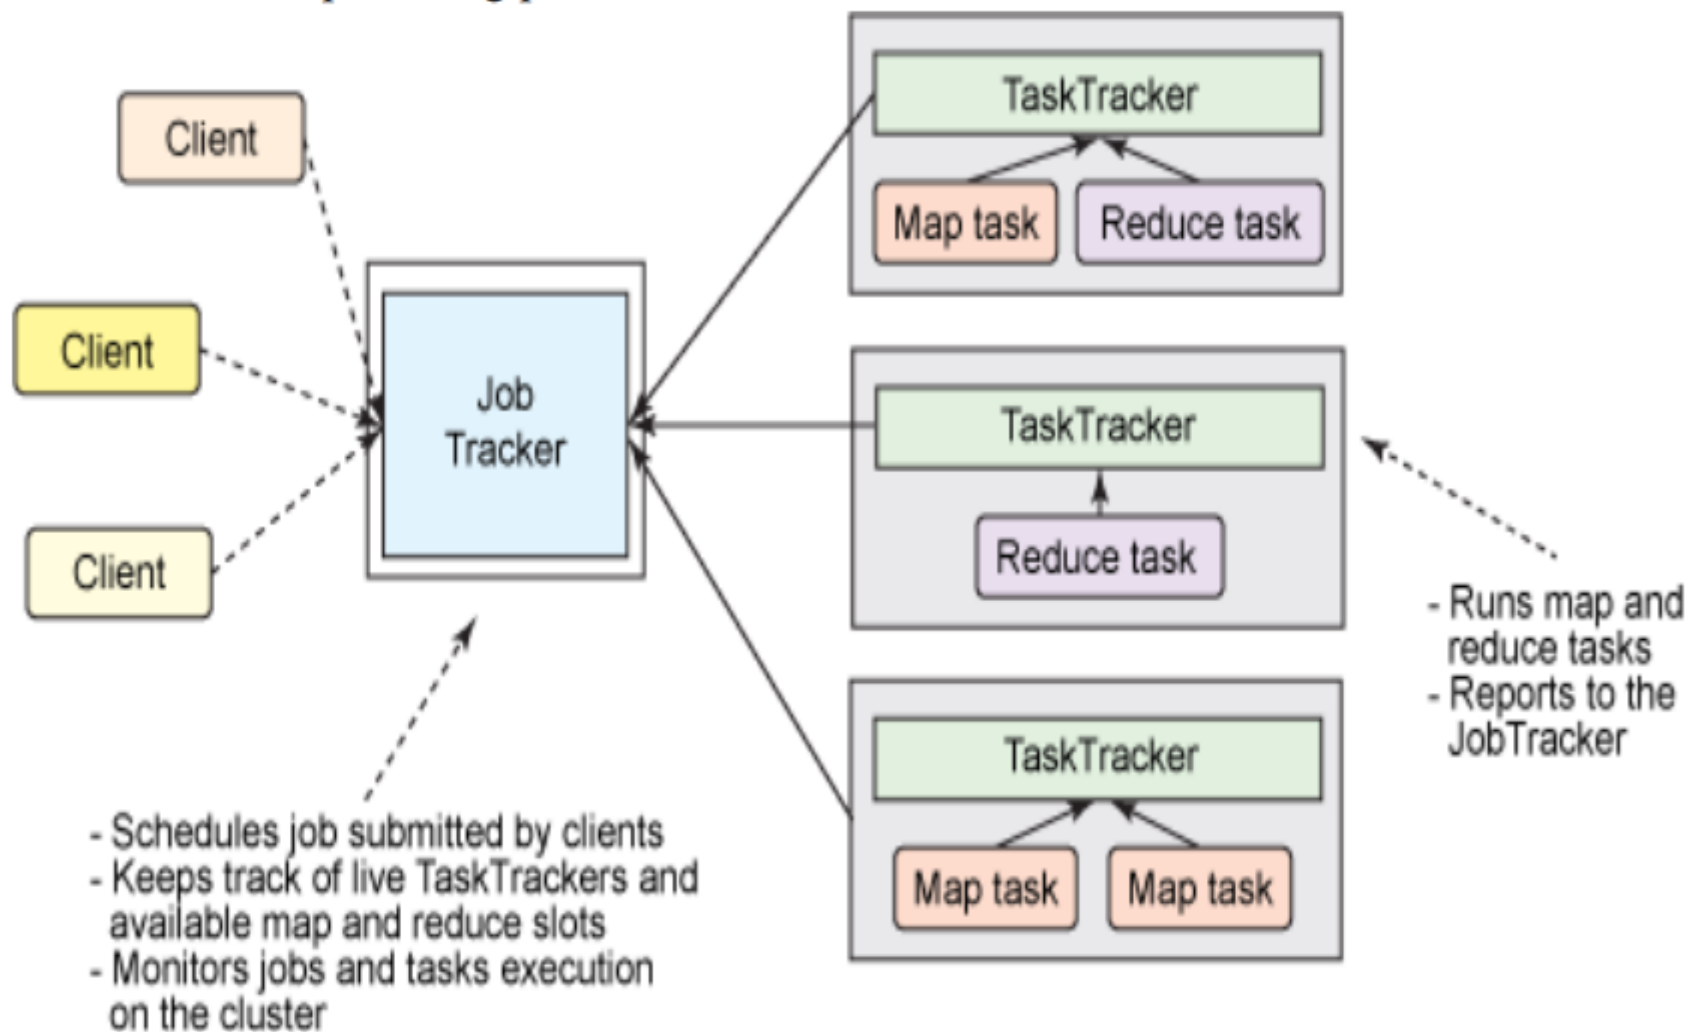 Client
Client
Client
Job
Tracker
TaskTracker
Map task
Reduce task
TaskTracker
Reduce task
TaskTracker
Map task
Map task
- Runs map and
reduce tasks
- Reports to the
JobTracker
- Schedules job submitted by clients
- Keeps track of live TaskTrackers and
available map and reduce slots
- Monitors jobs and tasks execution
on the cluster